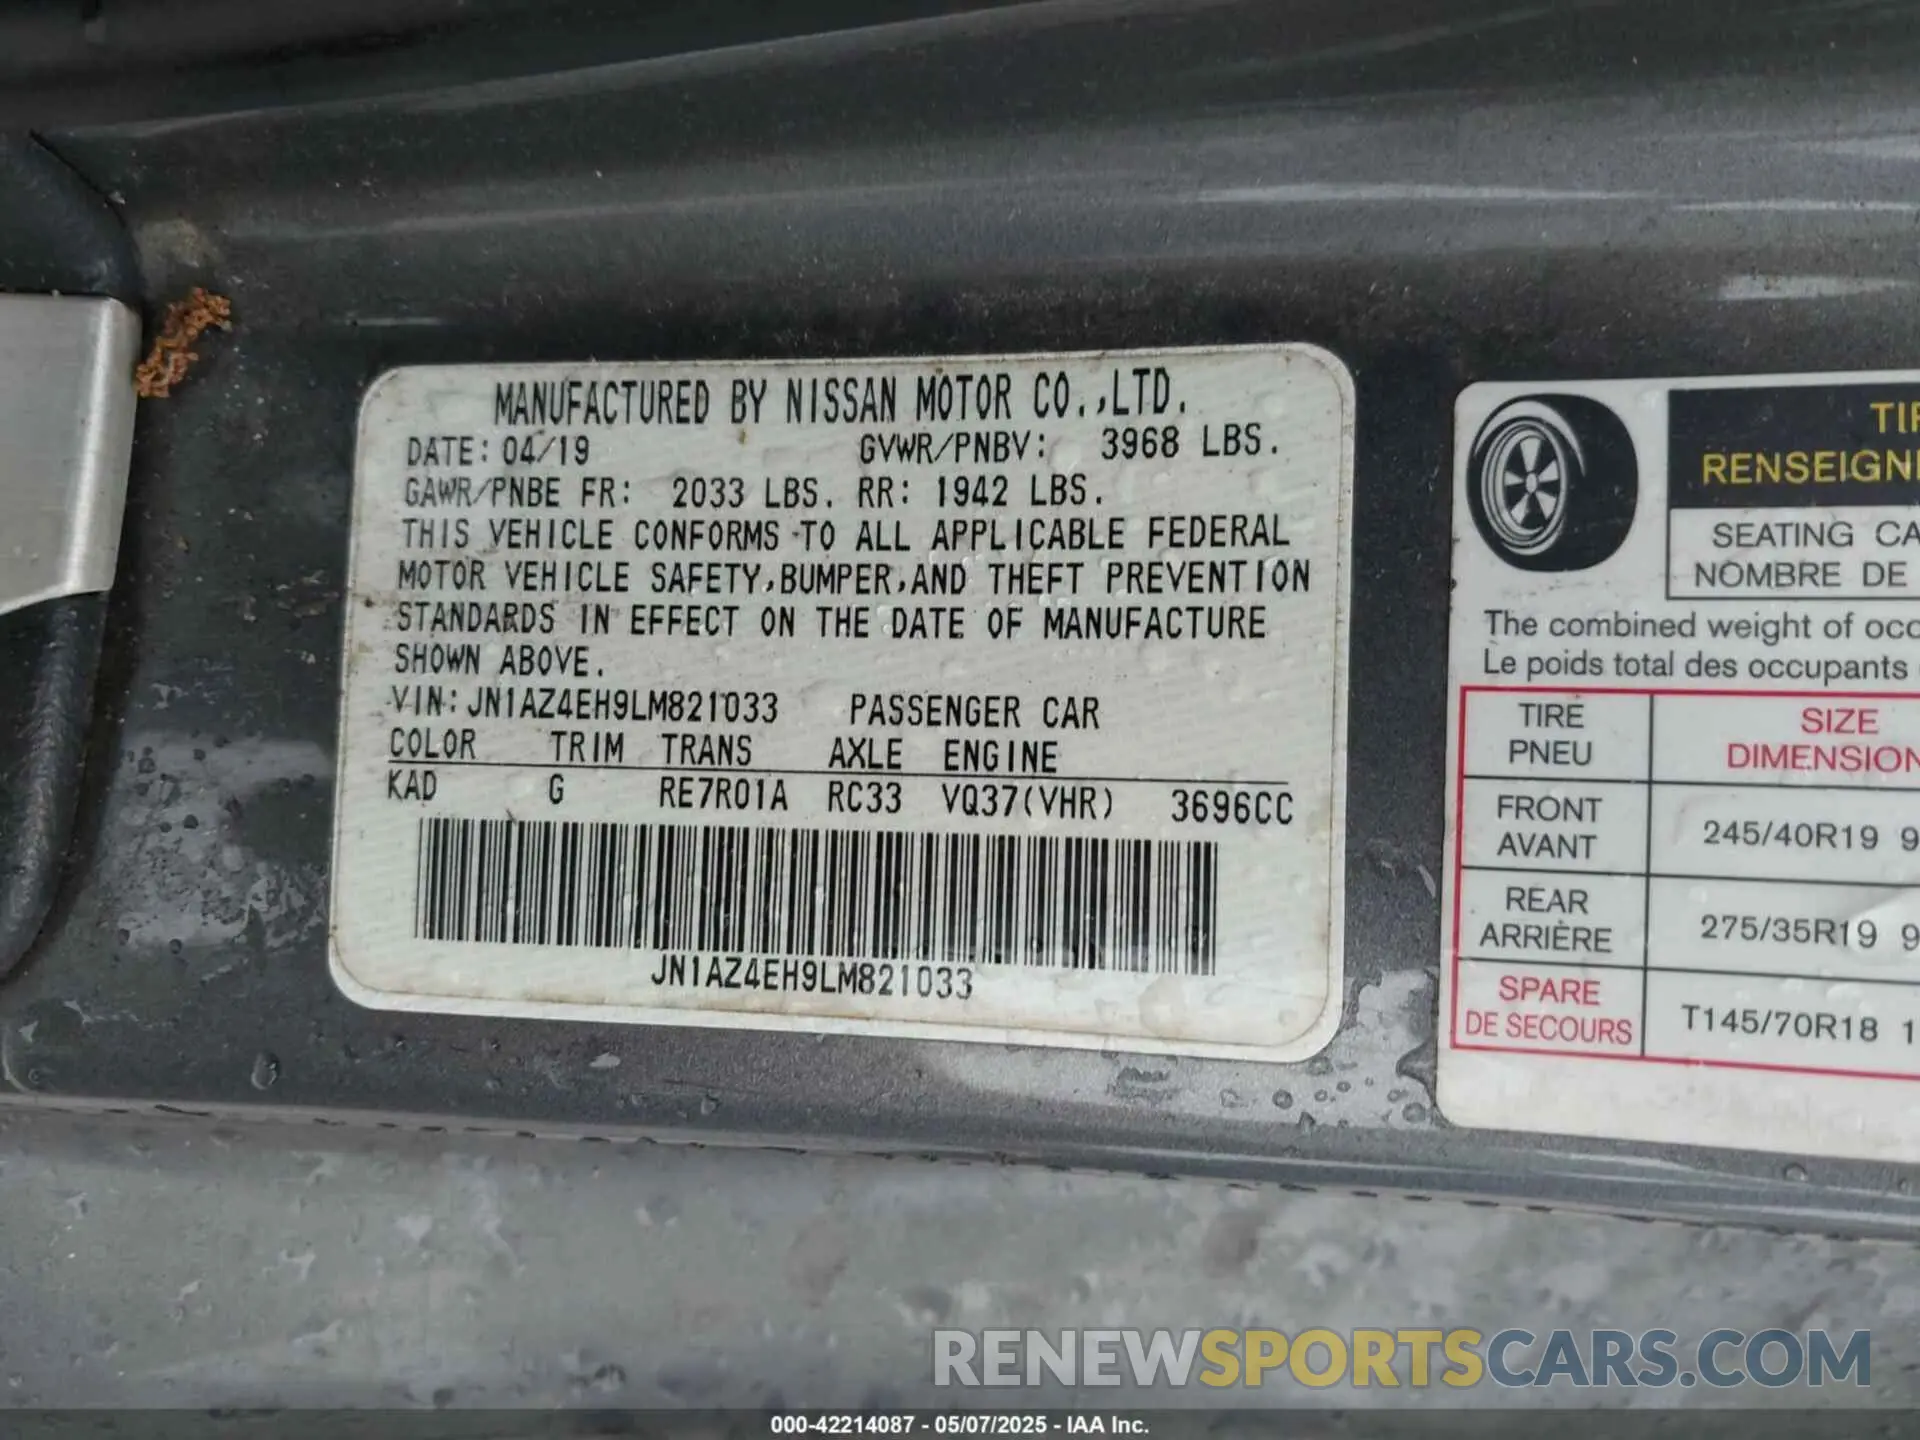 MANUFACTURED BY NISSAN MOTOR CO.,LTD.
DATE: 04/19 GVWR/PNBV: 3968 LBS.
GAWR/PNBE FR: 2033 LBS. RR: 1942 LBS.
THIS VEHICLE CONFORMS TO ALL APPLICABLE FEDERAL
MOTOR VEHICLE SAFETY,BUMPER,AND THEFT PREVENTION
STANDARDS IN EFFECT ON THE DATE OF MANUFACTURE
SHOWN ABOVE.
VIN: JN1AZ4EH9LM821033 PASSENGER CAR
COLOR TRIM TRANS AXLE ENGINE
KAD G RE7R01A RC33 VQ37(VHR) 3696CC
JN1AZ4EH9LM821033
SEATING
NOMBRE DE
The combined weight of
Le poids total des occupants
TIRE SIZE
PNEU DIMENSION
FRONT
AVANT 245/40R19
REAR
ARRIÈRE 275/35R19
SPARE
DE SECOURS T145/70R18
RENEWSPORTSCARS.COM
000-42214087 - 05/07/2025 - IAA Inc.